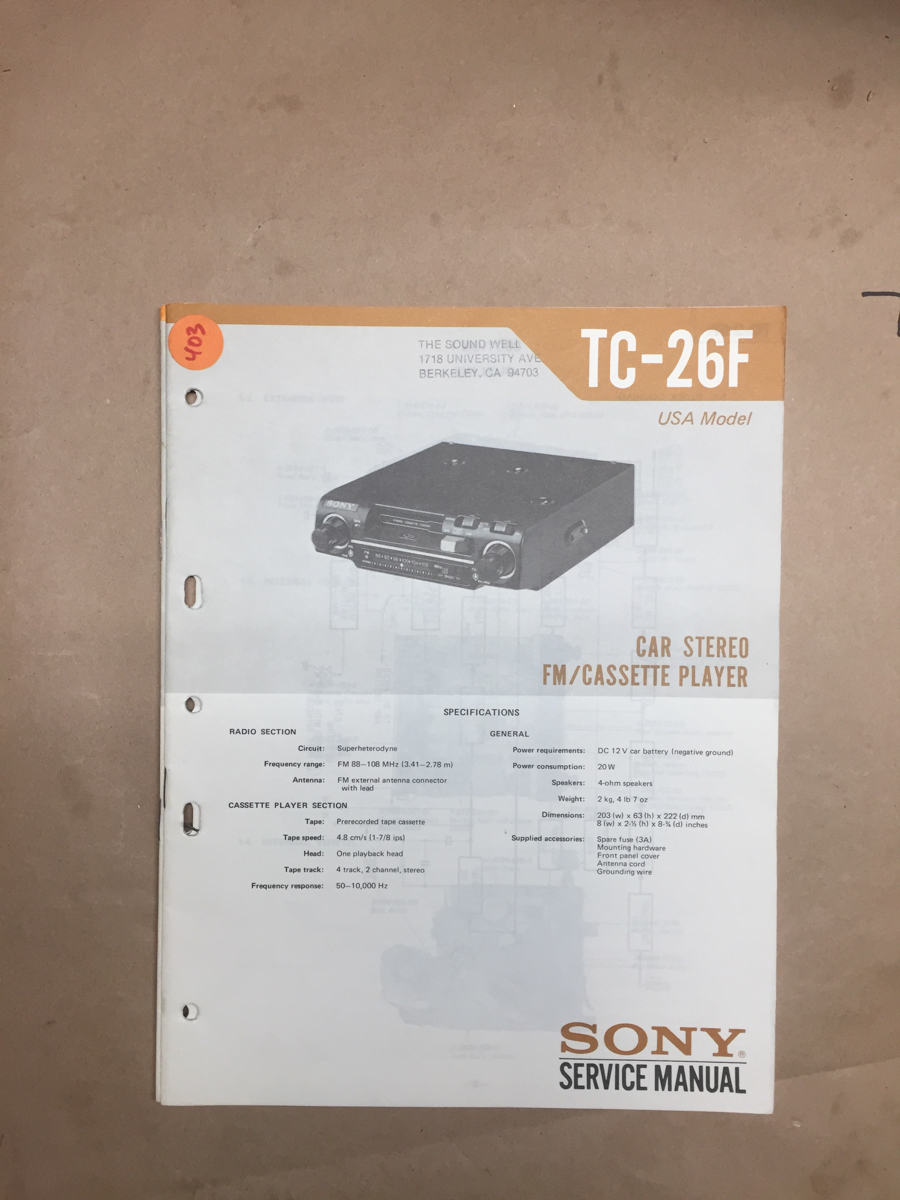 403
THE SOUND WELL
1718 UNIVERSITY AVE
BERKELEY, CA 94703
TC-26F
USA Model
SONY
CAR STEREO
FM/CASSETTE PLAYER
SPECIFICATIONS
RADIO SECTION
Circuit: Superheterodyne
Frequency range: FM 88–108 MHz (3.41–2.78 m)
Antenna: FM external antenna connector
with lead
CASSETTE PLAYER SECTION
Tape: Prerecorded tape cassette
Tape speed: 4.8 cm/s (1-7/8 ips)
Head: One playback head
Tape track: 4 track, 2 channel, stereo
Frequency response: 50–10,000 Hz
GENERAL
Power requirements: DC 12 V car battery (negative ground)
Power consumption: 20 W
Speakers: 4-ohm speakers
Weight: 2 kg, 4 lb 7 oz
Dimensions: 203 (w) x 63 (h) x 222 (d) mm
8 (w) x 2-½ (h) x 8-¾ (d) inches
Supplied accessories: Spare fuse (3A)
Mounting hardware
Front panel cover
Antenna cord
Grounding wire
SONY®
SERVICE MANUAL